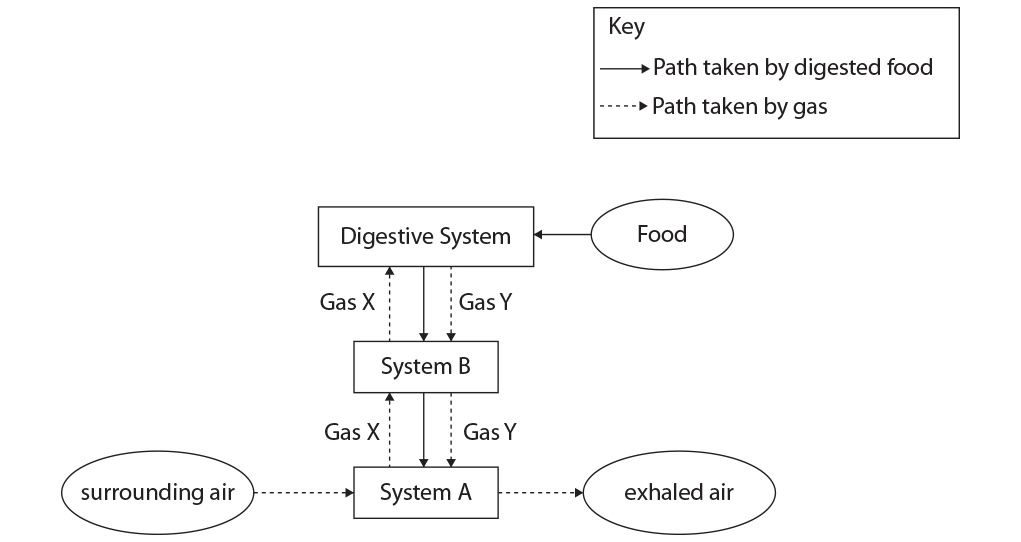 Key
Path taken by digested food
Path taken by gas
Digestive System
Food
Gas X
Gas Y
System B
Gas X
Gas Y
surrounding air
System A
exhaled air